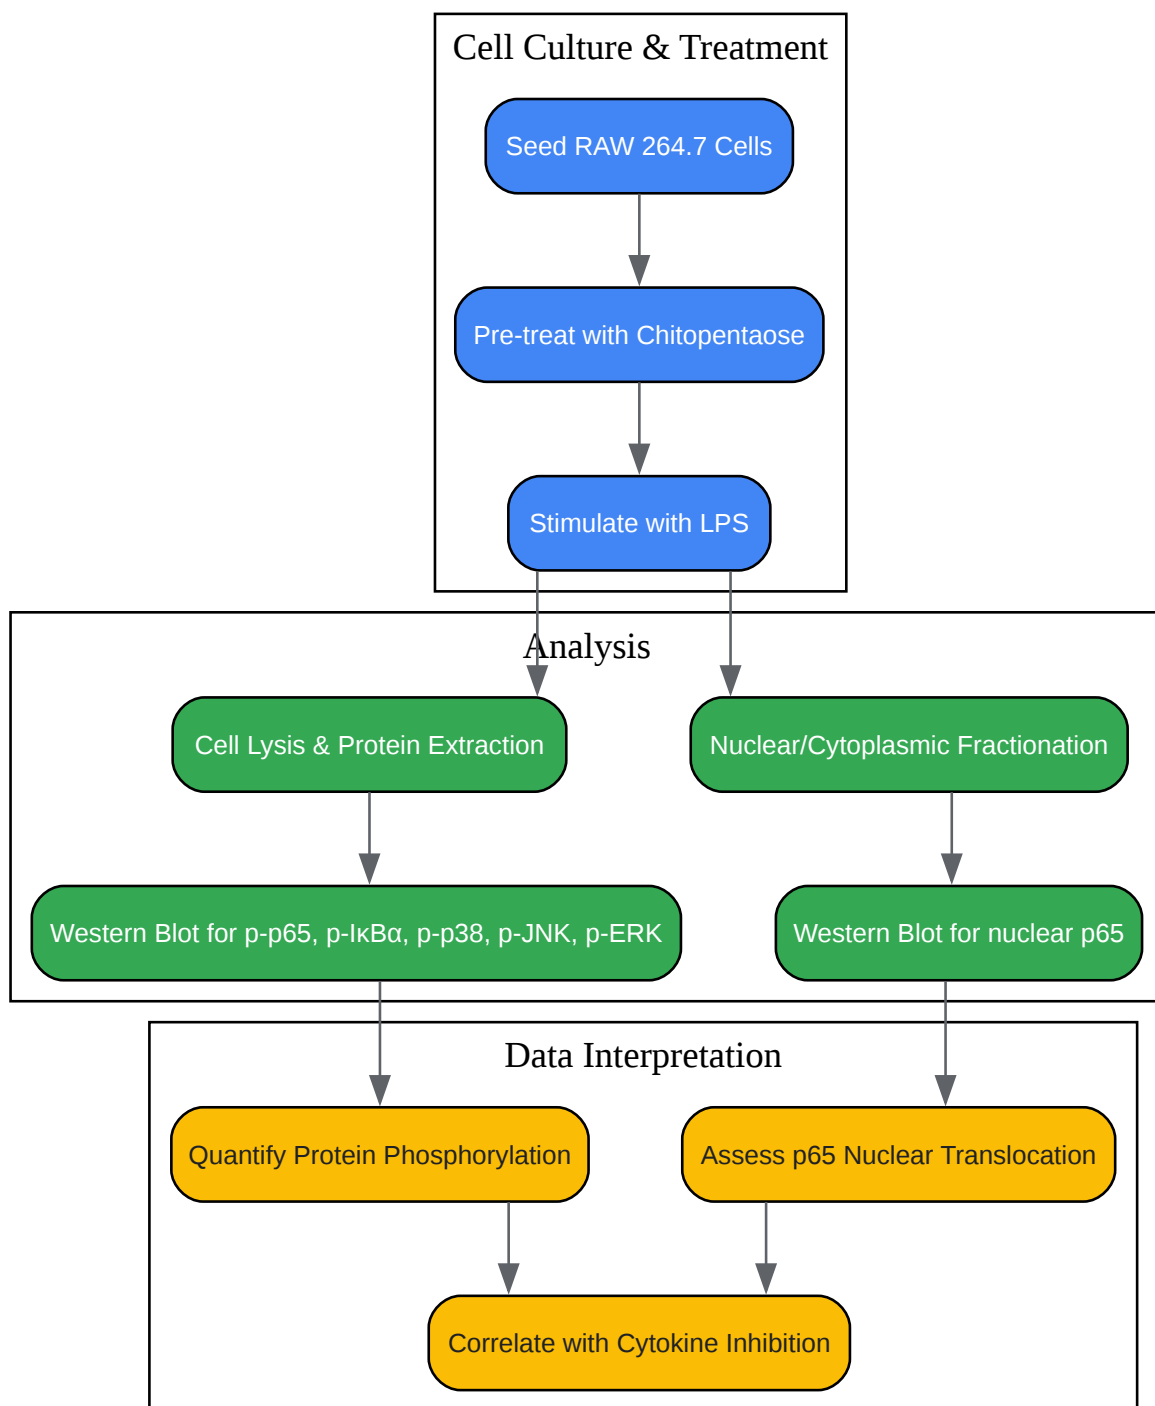 Cell Culture & Treatment
Seed RAW 264.7 Cells
Pre-treat with Chitopentaose
Stimulate with LPS
Analysis
Cell Lysis & Protein Extraction
Nuclear/Cytoplasmic Fractionation
Western Blot for p-p65, p-IκBα, p-p38, p-JNK, p-ERK
Western Blot for nuclear p65
Data Interpretation
Quantify Protein Phosphorylation
Assess p65 Nuclear Translocation
Correlate with Cytokine Inhibition